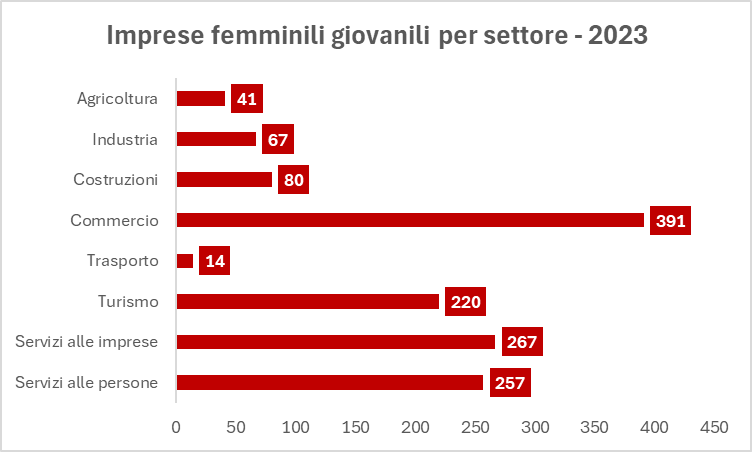 Imprese femminili giovanili per settore - 2023
Agricoltura 41
Industria 67
Costruzioni 80
Commercio 391
Trasporto 14
Turismo 220
Servizi alle imprese 267
Servizi alle persone 257
0 50 100 150 200 250 300 350 400 450